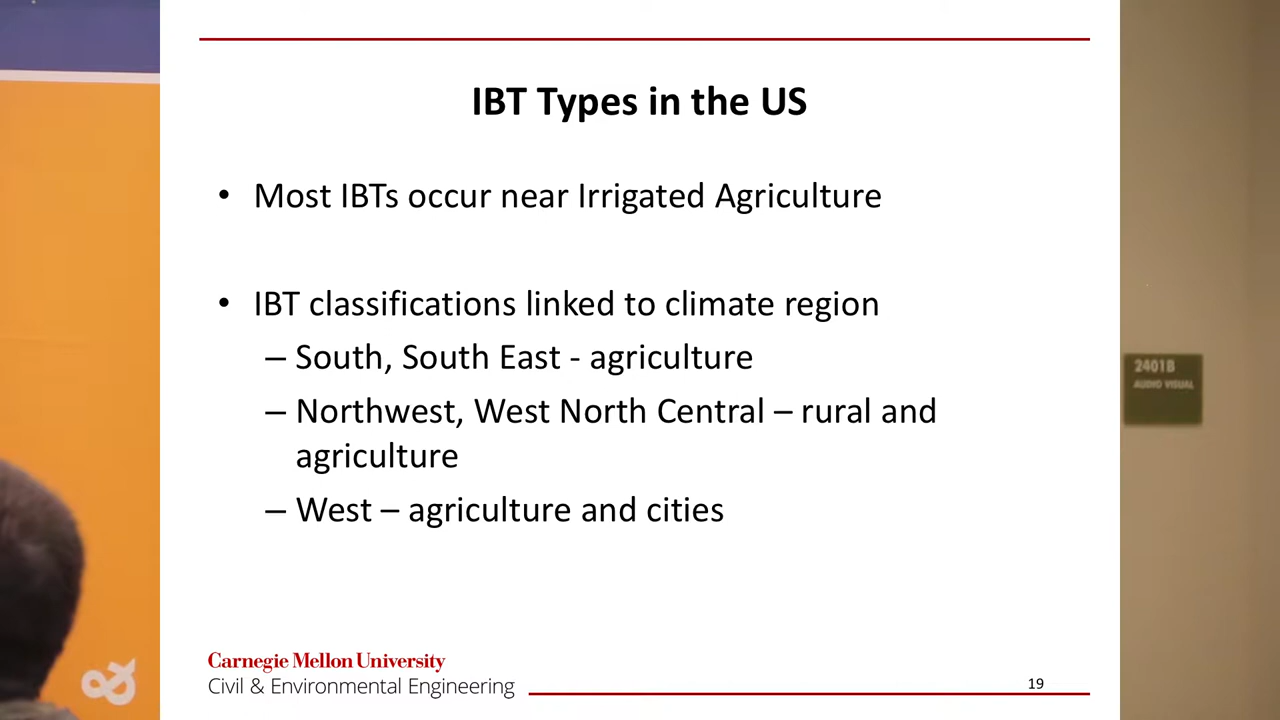 IBT Types in the US
• Most IBTs occur near Irrigated Agriculture
• IBT classifications linked to climate region
– South, South East - agriculture
– Northwest, West North Central – rural and
agriculture
– West – agriculture and cities
Carnegie Mellon University
Civil & Environmental Engineering
19
2401B
AUDIO VISUAL